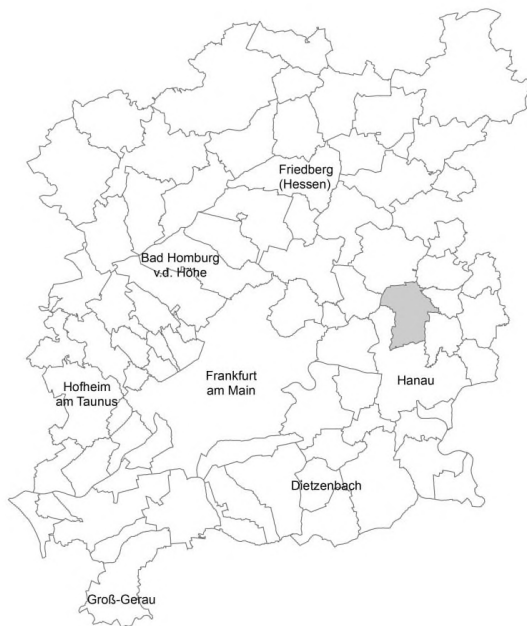 Friedberg
(Hessen)
Bad Homburg
v.d. Höhe
Frankfurt
am Main
Hanau
Hofheim
am Taunus
Dietzenbach
Groß-Gerau